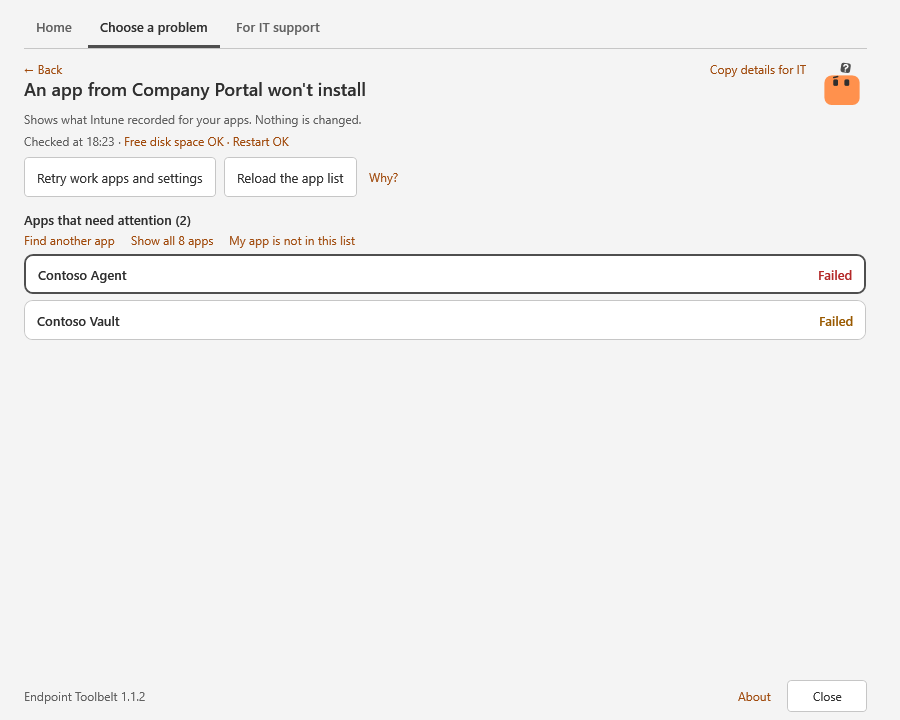 Home Choose a problem For IT support
← Back Copy details for IT ?
An app from Company Portal won't install
Shows what Intune recorded for your apps. Nothing is changed.
Checked at 18:23 · Free disk space OK · Restart OK
Retry work apps and settings Reload the app list Why?
Apps that need attention (2)
Find another app Show all 8 apps My app is not in this list
Contoso Agent Failed
Contoso Vault Failed
Endpoint Toolbelt 1.1.2 About Close